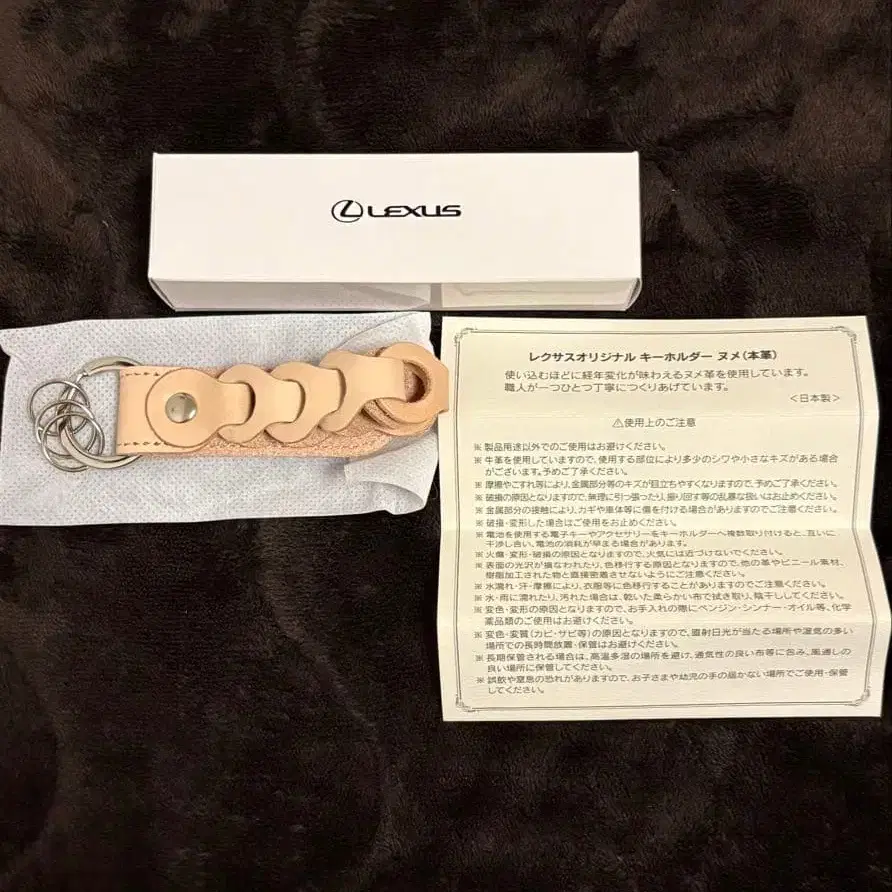 LEXUS
レクサスオリジナル キーホルダー ヌメ(本革)
使い込むほどに経年変化が味わえるヌメ革を使用しています。
職人が一つひとつ丁寧につくりあげています。
<日本製>
⚠使用上のご注意
※製品用途以外でのご使用はお避けください。
※牛革を使用していますので、使用する部位により多少のシワや小さなキズがある場合
がございます。予めご了承ください。
※摩擦やこすれ等により、金属部分等のキズが目立ちやすくなりますので、予めご了承ください。
※破損の原因となりますので、無理に引っ張ったり、振り回す等の乱暴な扱いはお止めください。
※金属部分の接触により、カギや車体等に傷を付ける場合がありますのでご注意ください。
※破損・変形した場合はご使用をお止めください。
※電池を使用する電子キーやアクセサリーをキーホルダーへ複数取り付けると、互いに
干渉し合い、電池の消耗が早まる場合があります。
※火傷・変形・破損の原因となりますので、火気には近づけないでください。
※表面の光沢が損なわれたり、色移行する原因となりますので、他の革やビニール素材、
樹脂加工された物と直接密着させないようにご注意ください。
※水濡れ・汗・摩擦により、衣服等に色移行することがありますのでご注意ください。
※水・雨に濡れたり、汚れた場合は、乾いた柔らかい布で拭き取り、陰干ししてください。
※変色・変形の原因となりますので、お手入れの際にベンジン・シンナー・オイル等、化学
薬品類のご使用はお避けください。
※変色・変質(カビ・サビ等)の原因となりますので、直射日光が当たる場所や湿気の多い
場所での長時間放置・保管はお避けください。
※長期保管される場合は、高温多湿の場所を避け、通気性の良い布等に包み、風通しの
良い場所に保管してください。
※誤飲や窒息の恐れがありますので、お子さまや幼児の手の届かない場所でご使用・保管
してください。